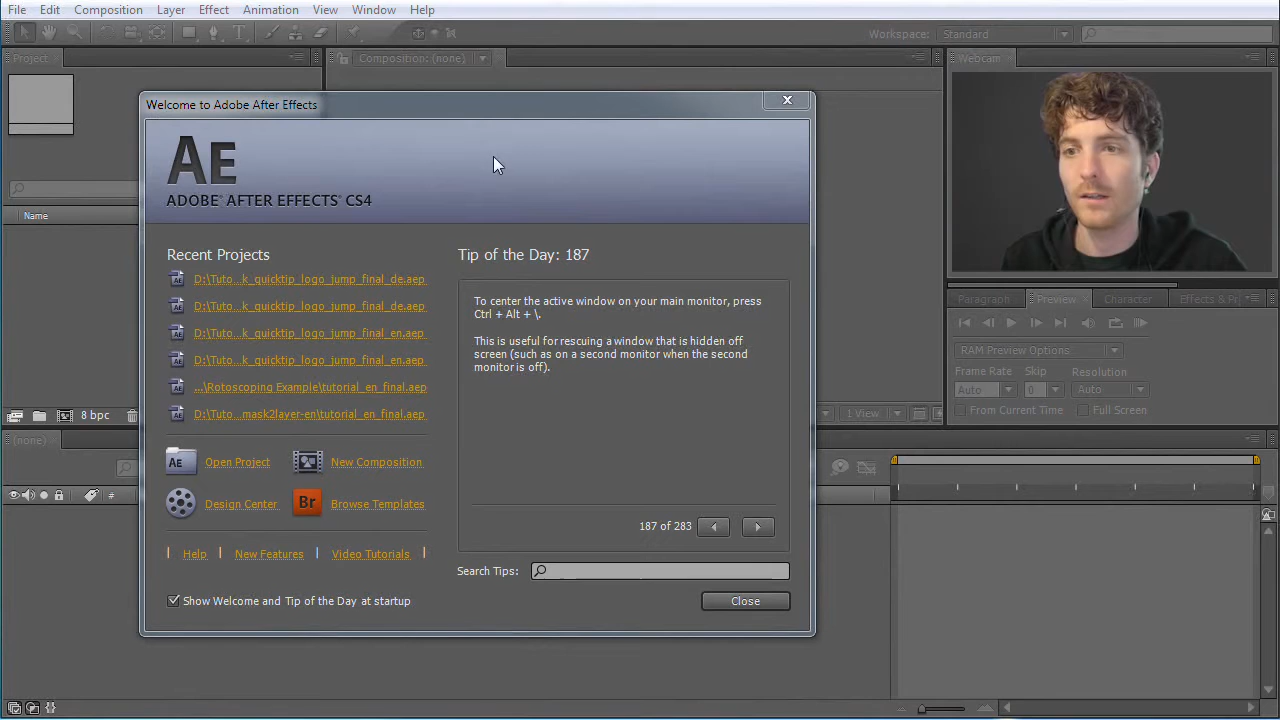 File Edit Composition Layer Effect Animation View Window Help
Workspace: Standard
Project
Composition: (none)
Webcam
Welcome to Adobe After Effects
AE
ADOBE® AFTER EFFECTS® CS4
Recent Projects
D:\Tuto...k_quicktip_logo_jump_final_de.aep
D:\Tuto...k_quicktip_logo_jump_final_de.aep
D:\Tuto...k_quicktip_logo_jump_final_en.aep
D:\Tuto...k_quicktip_logo_jump_final_en.aep
...\Rotoscoping Example\tutorial_en_final.aep
D:\Tuto...mask2layer-en\tutorial_en_final.aep
Open Project
New Composition
Design Center
Br
Browse Templates
Help
New Features
Video Tutorials
Show Welcome and Tip of the Day at startup
Tip of the Day: 187
To center the active window on your main monitor, press
Ctrl + Alt + \.
This is useful for rescuing a window that is hidden off
screen (such as on a second monitor when the second
monitor is off).
187 of 283
Search Tips:
Close
Name
8 bpc
(none)
#
1 View
Paragraph
Preview
Character
Effects & Pr
RAM Preview Options
Frame Rate Skip Resolution
Auto 0 Auto
From Current Time Full Screen